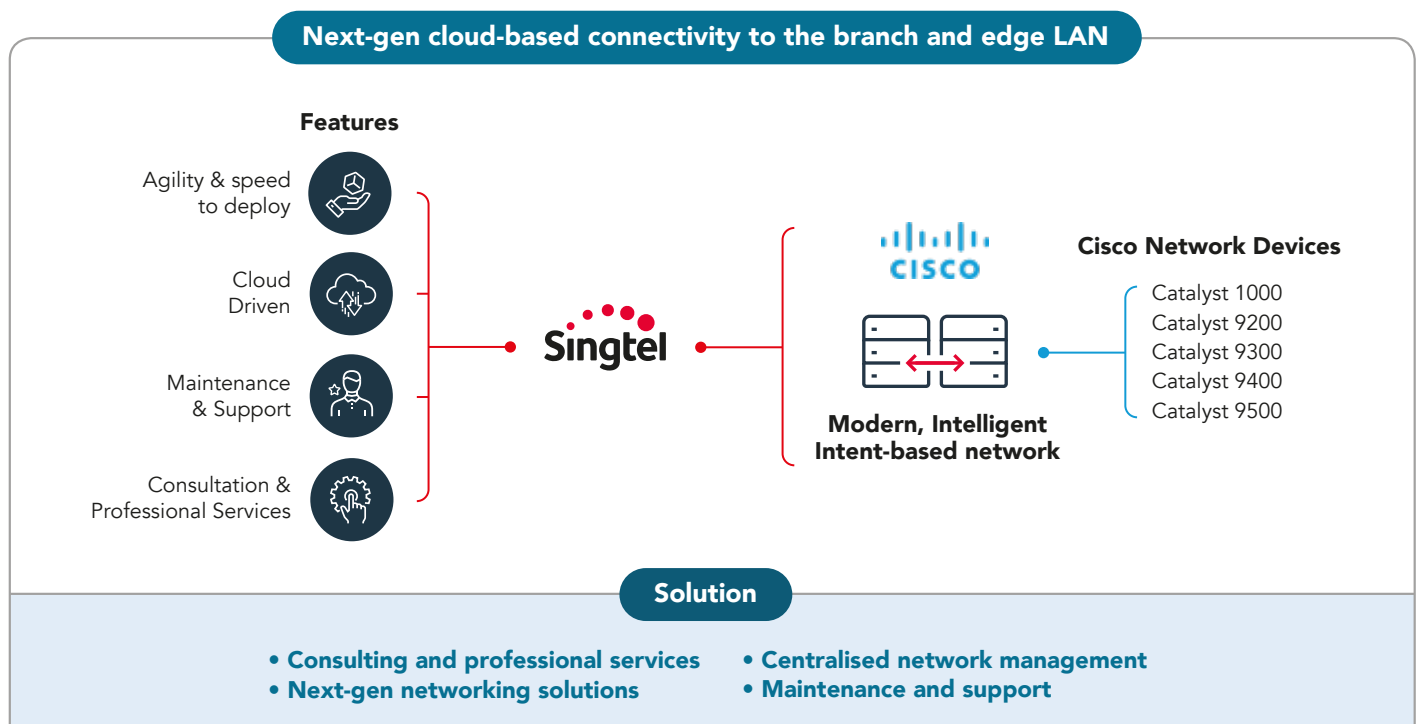 Next-gen cloud-based connectivity to the branch and edge LAN
Features
Agility & speed
to deploy
Cloud
Driven
Maintenance
& Support
Consultation &
Professional Services
Singtel
CISCO
Modern, Intelligent
Intent-based network
Cisco Network Devices
Catalyst 1000
Catalyst 9200
Catalyst 9300
Catalyst 9400
Catalyst 9500
Solution
• Consulting and professional services
• Next-gen networking solutions
• Centralised network management
• Maintenance and support